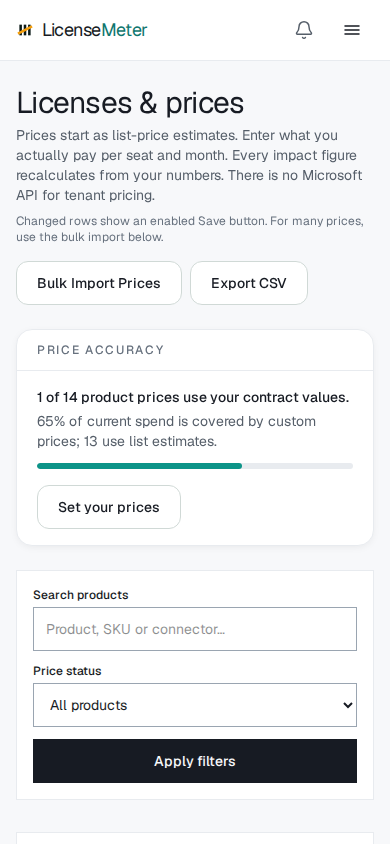 LicenseMeter
Licenses & prices
Prices start as list-price estimates. Enter what you
actually pay per seat and month. Every impact figure
recalculates from your numbers. There is no Microsoft
API for tenant pricing.
Changed rows show an enabled Save button. For many prices,
use the bulk import below.
Bulk Import Prices
Export CSV
PRICE ACCURACY
1 of 14 product prices use your contract values.
65% of current spend is covered by custom
prices; 13 use list estimates.
Set your prices
Search products
Product, SKU or connector...
Price status
All products
Apply filters